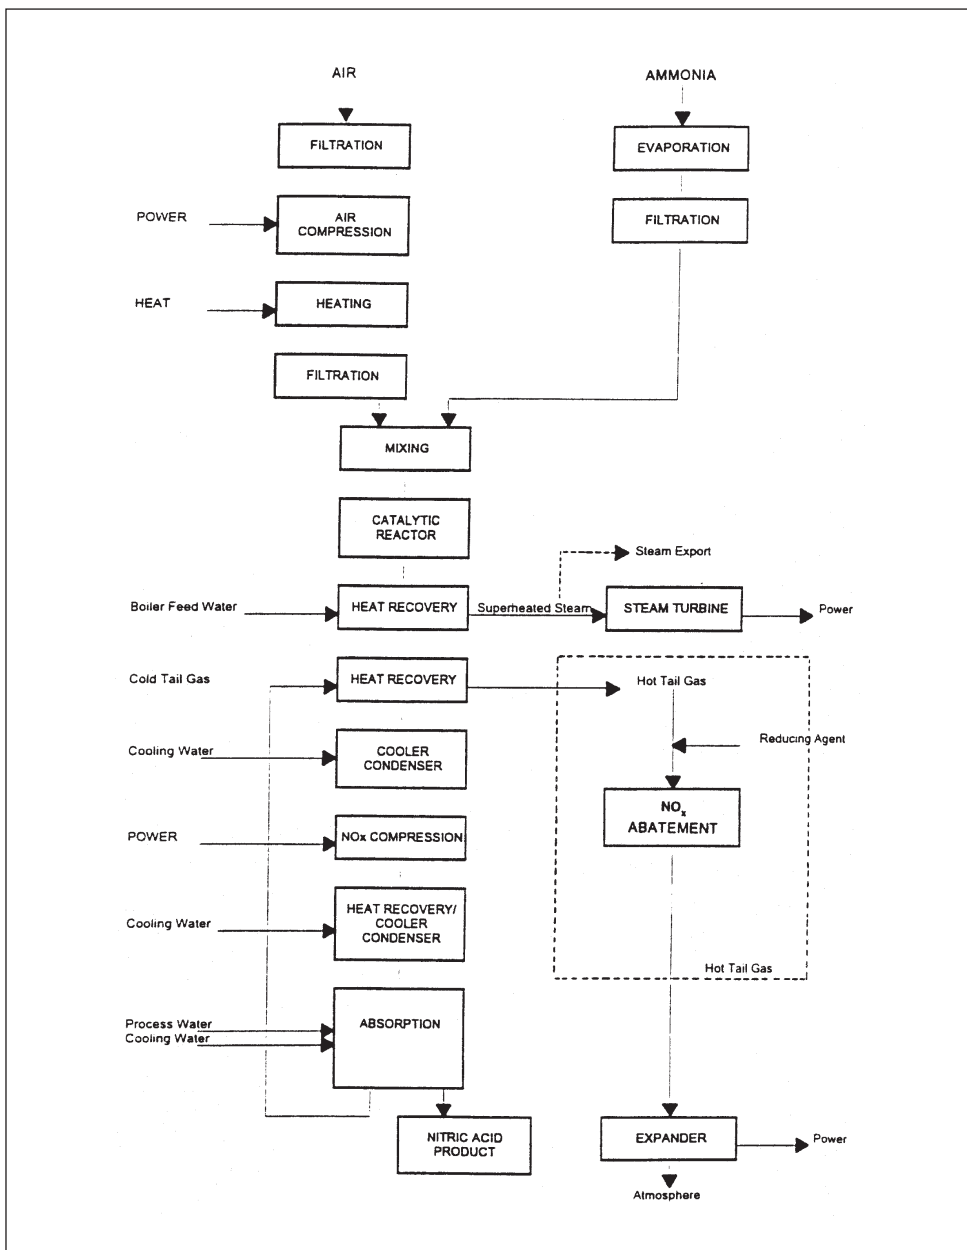 AIR
AMMONIA
FILTRATION
EVAPORATION
POWER
AIR
COMPRESSION
FILTRATION
HEAT
HEATING
FILTRATION
MIXING
CATALYTIC
REACTOR
Steam Export
Boiler Feed Water
HEAT RECOVERY
Superheated Steam
STEAM TURBINE
Power
Cold Tail Gas
HEAT RECOVERY
Hot Tail Gas
Reducing Agent
Cooling Water
COOLER
CONDENSER
NOx
ABATEMENT
POWER
NOx COMPRESSION
Cooling Water
HEAT RECOVERY/
COOLER
CONDENSER
Hot Tail Gas
Process Water
Cooling Water
ABSORPTION
NITRIC ACID
PRODUCT
EXPANDER
Power
Atmosphere